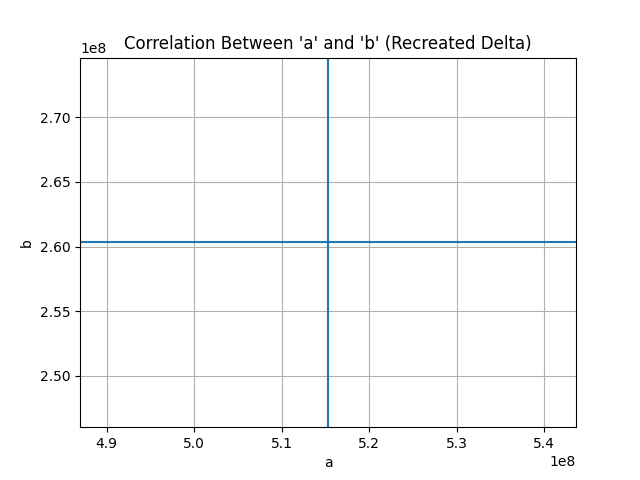 Correlation Between 'a' and 'b' (Recreated Delta)
1e8
2.70
2.65
2.60
2.55
2.50
b
4.9
5.0
5.1
5.2
5.3
5.4
a
1e8